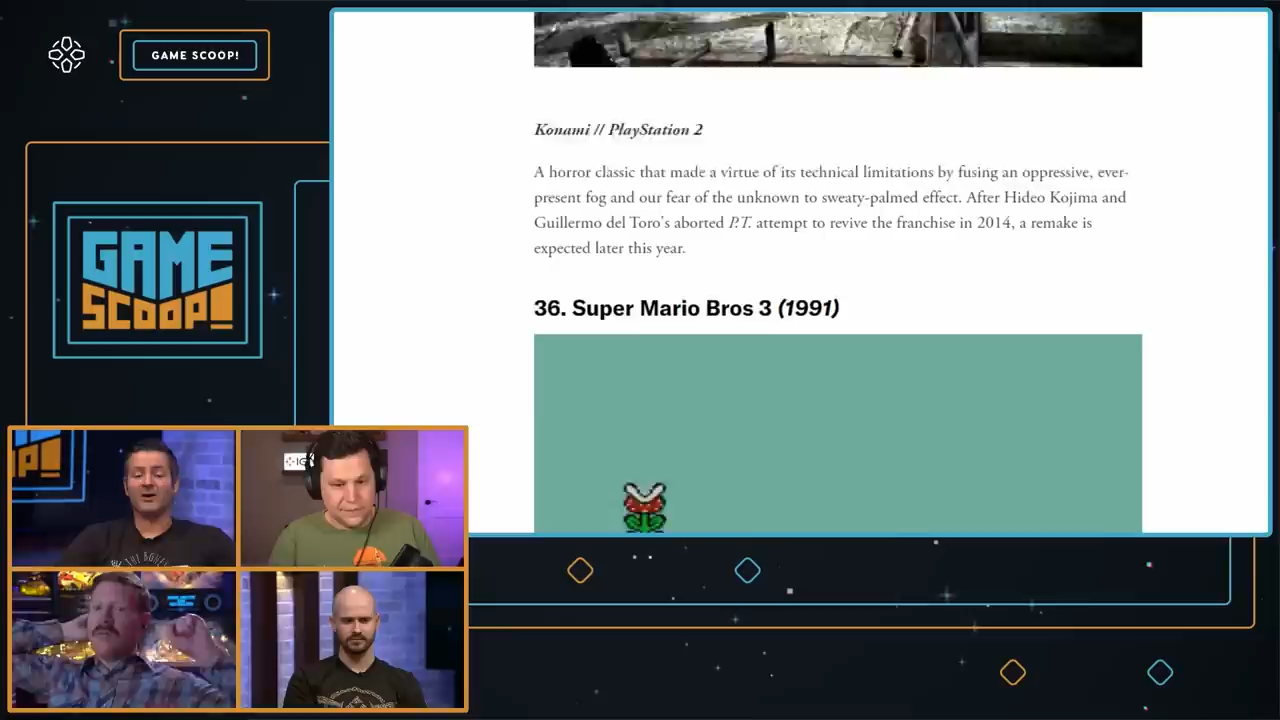 GAME SCOOP!
Konami // PlayStation 2
A horror classic that made a virtue of its technical limitations by fusing an oppressive, ever-
present fog and our fear of the unknown to sweaty-palmed effect. After Hideo Kojima and
Guillermo del Toro's aborted P.T. attempt to revive the franchise in 2014, a remake is
expected later this year.
36. Super Mario Bros 3 (1991)
GAME
SCOOP!
IG
THE BONE